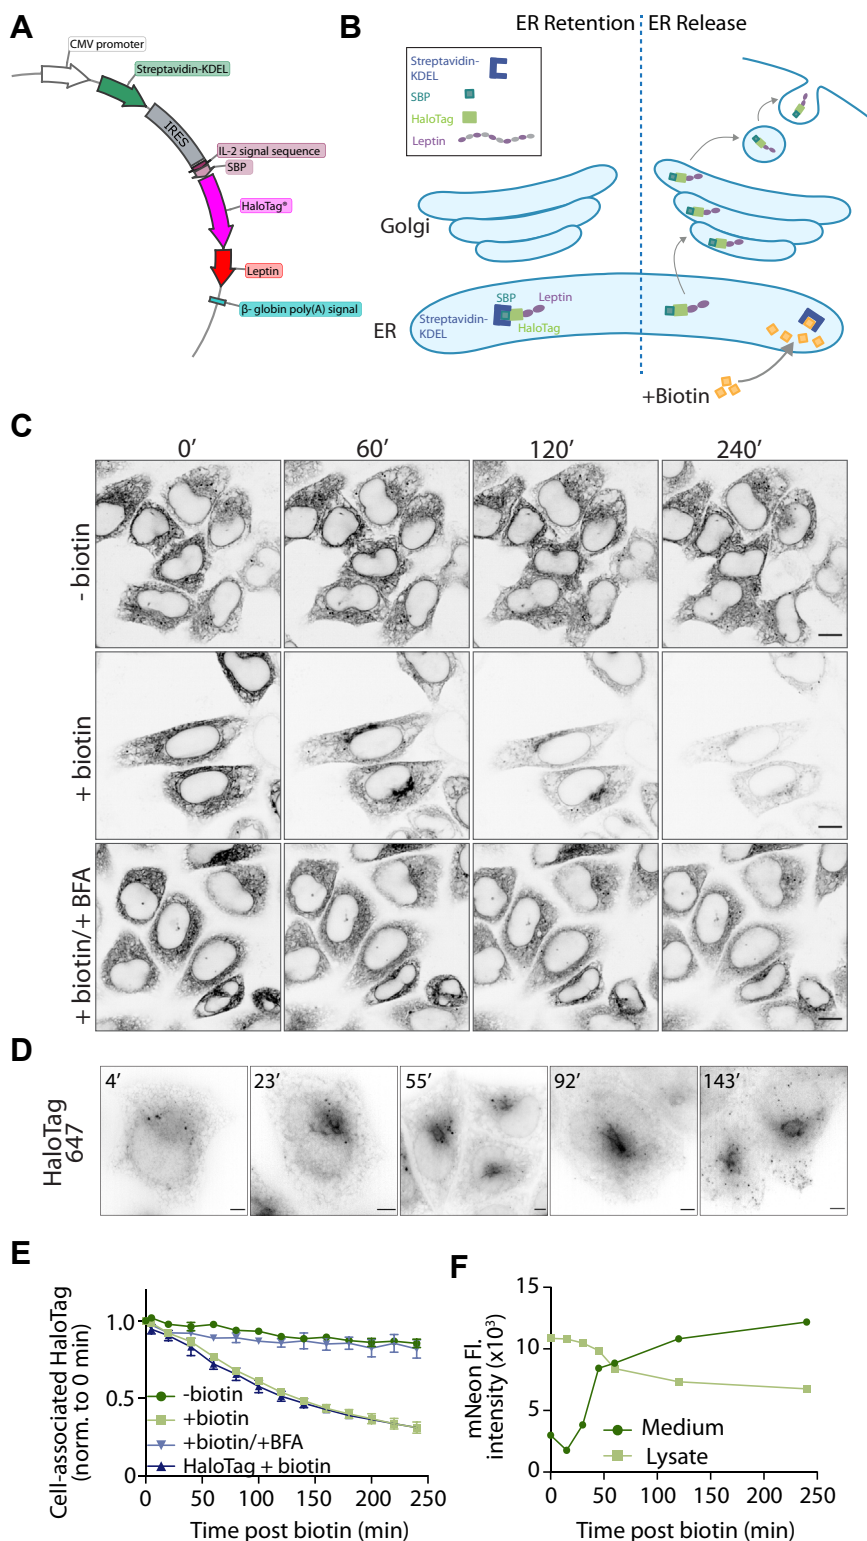 A
CMV promoter
Streptavidin-KDEL
IRES
IL-2 signal sequence
SBP
HaloTag®
Leptin
β- globin poly(A) signal
B
ER Retention
ER Release
Streptavidin-
KDEL
SBP
HaloTag
Leptin
Golgi
ER
SBP
Leptin
Streptavidin-
KDEL
HaloTag
+Biotin
C
0′
60′
120′
240′
- biotin
+ biotin
+ biotin/+ BFA
D
HaloTag
647
4′
23′
55′
92′
143′
E
Cell-associated HaloTag
(norm. to 0 min)
1.0
0.5
0
-biotin
+biotin
+biotin/+BFA
HaloTag + biotin
0
50
100
150
200
250
Time post biotin (min)
F
mNeon Fl.
intensity (x10³)
15
10
5
0
Medium
Lysate
0
50
100
150
200
250
Time post biotin (min)